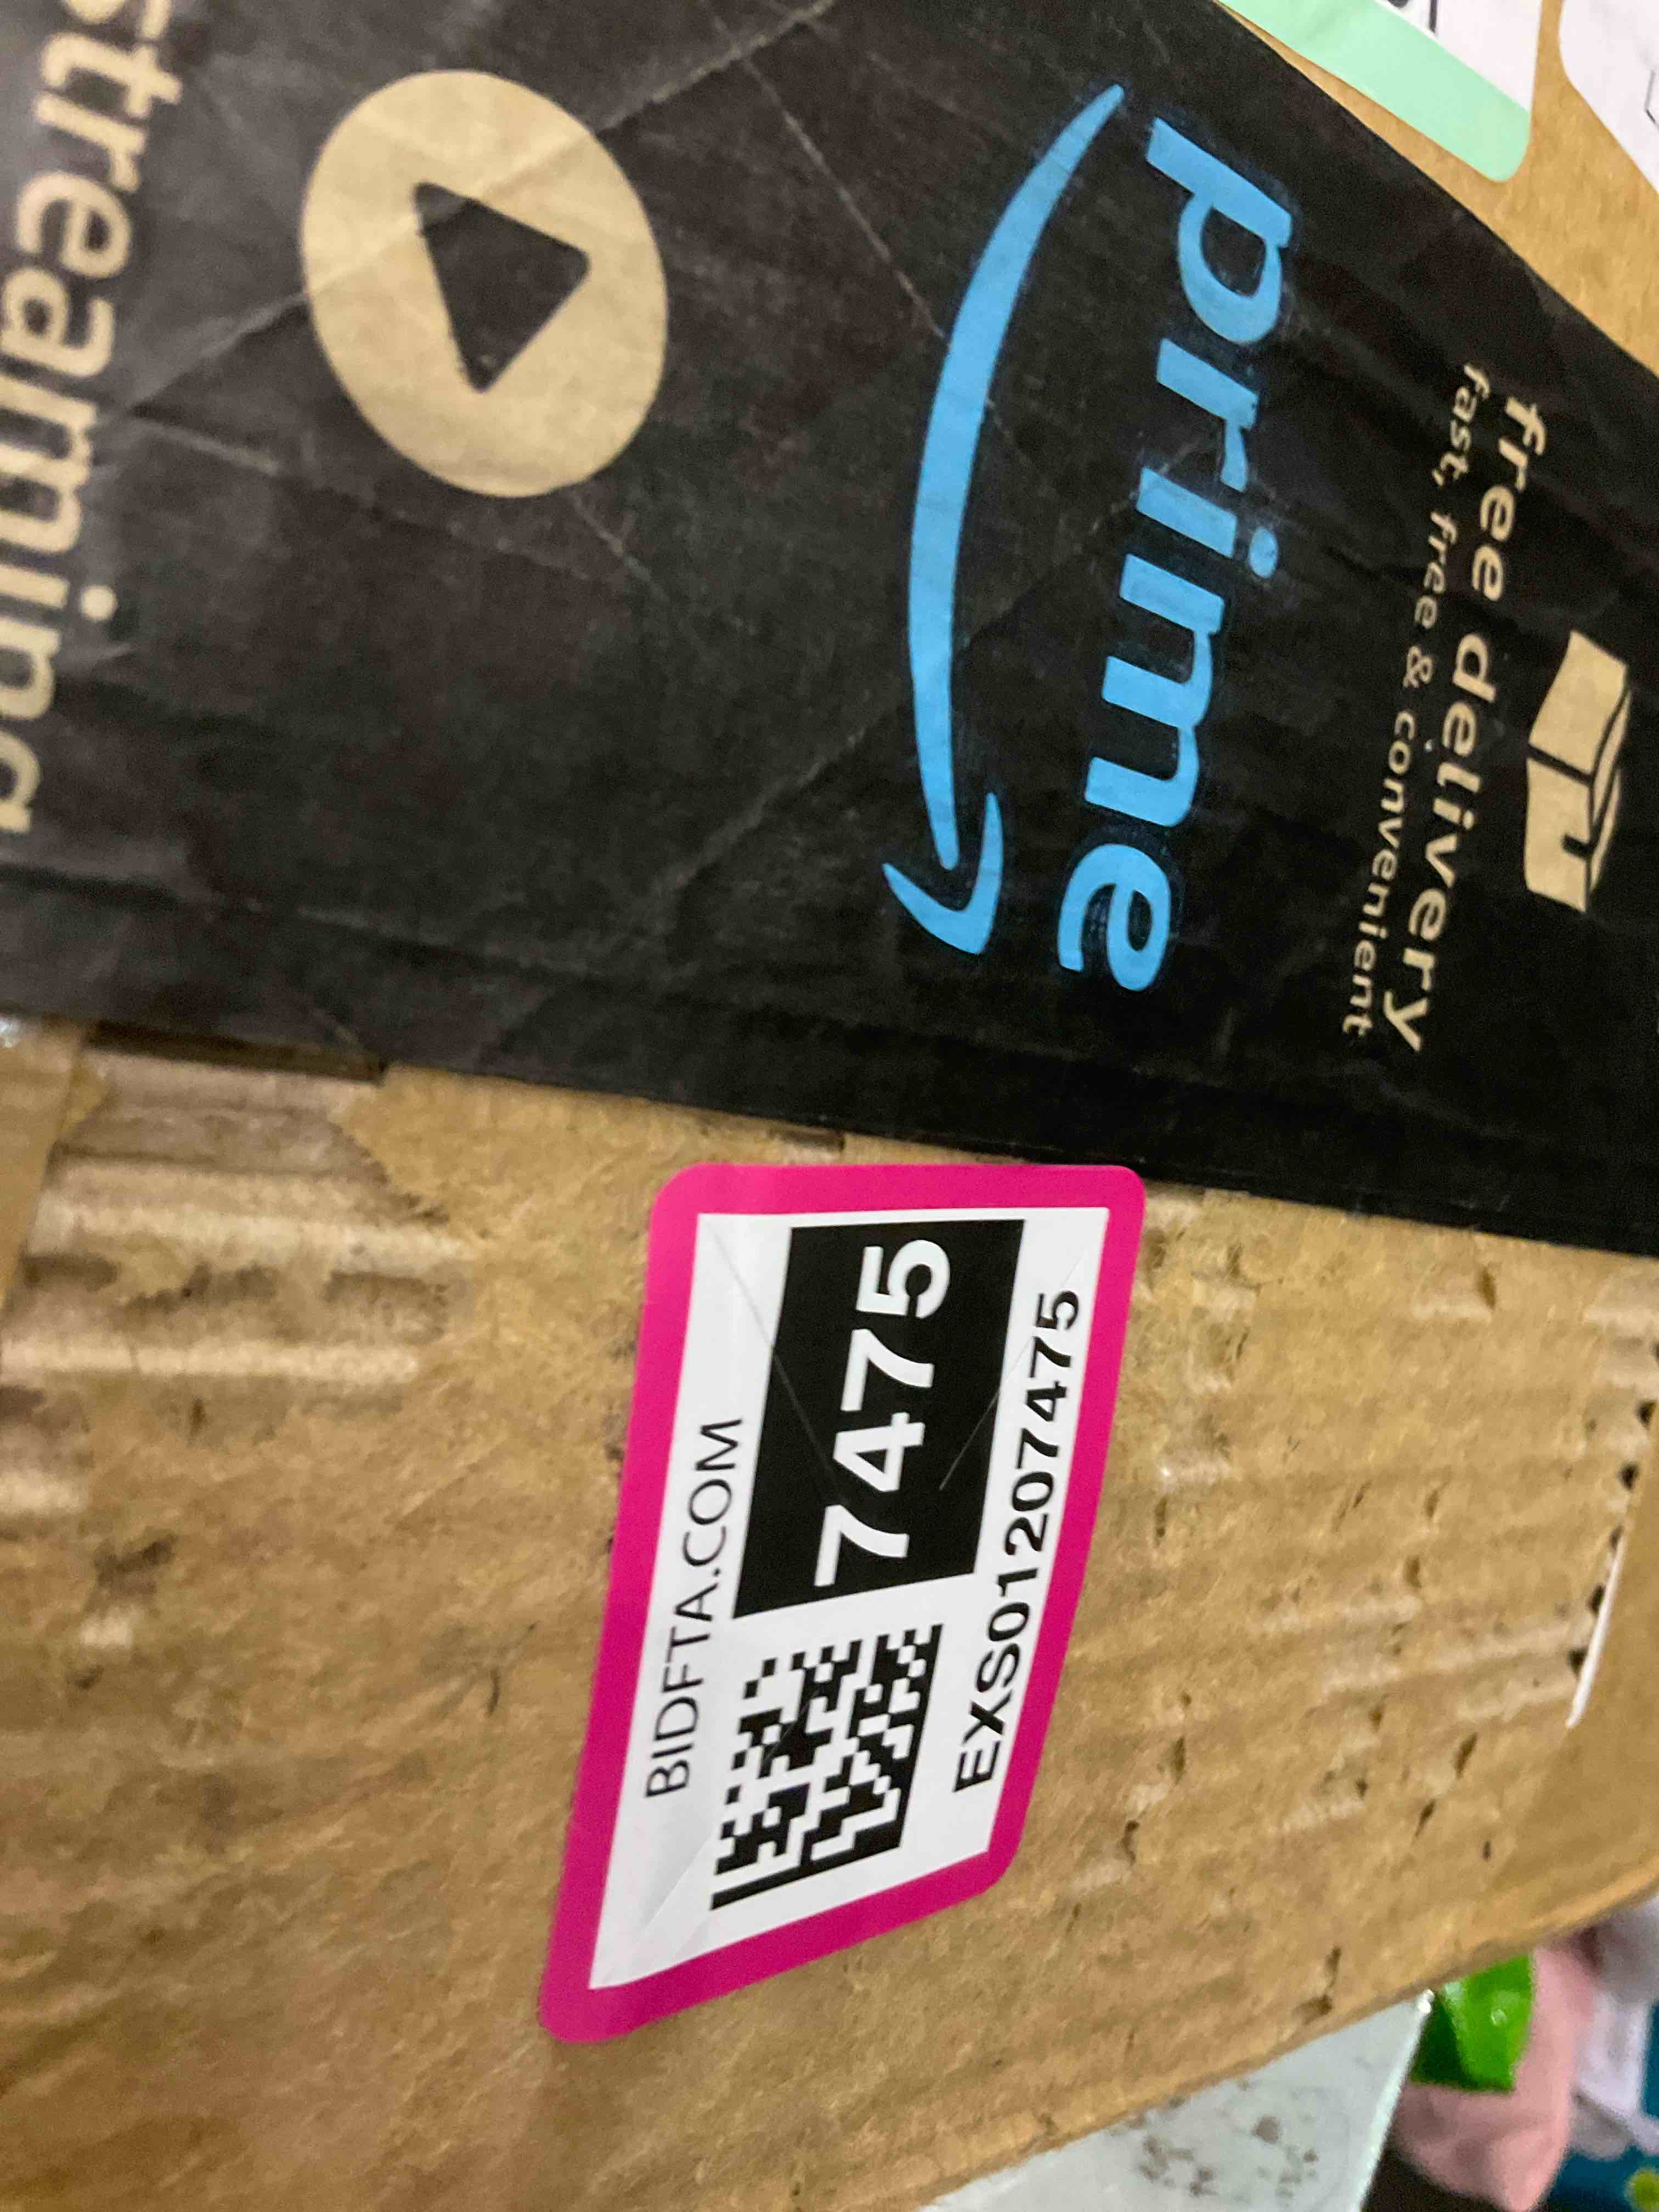 streaming
prime
free delivery
fast, free & convenient
BIDFTA.COM
7475
EXS01207475